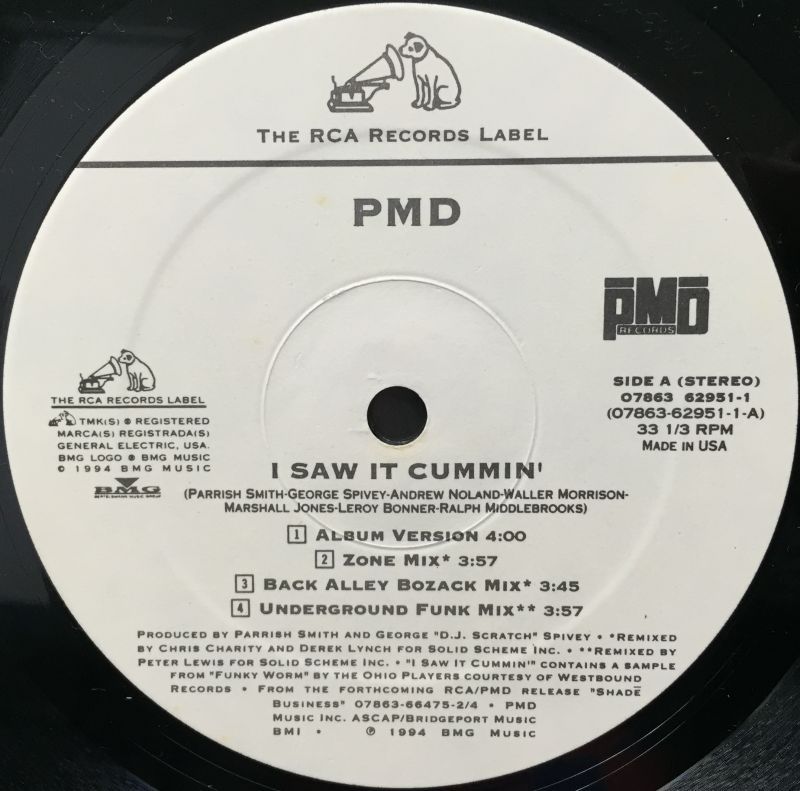 THE RCA RECORDS LABEL
PMD
PMD
RECORDS
THE RCA RECORDS LABEL
TMK(S) ® REGISTERED
MARCA(S) REGISTRADA(S)
GENERAL ELECTRIC, USA.
BMG LOGO ® BMG MUSIC
© 1994 BMG MUSIC
BMG
BERTELSMANN MUSIC GROUP
SIDE A (STEREO)
07863 62951-1
(07863-62951-1-A)
33 1/3 RPM
MADE IN USA
I SAW IT CUMMIN'
(PARRISH SMITH-GEORGE SPIVEY-ANDREW NOLAND-WALLER MORRISON-
MARSHALL JONES-LEROY BONNER-RALPH MIDDLEBROOKS)
1 ALBUM VERSION 4:00
2 ZONE MIX* 3:57
3 BACK ALLEY BOZACK MIX* 3:45
4 UNDERGROUND FUNK MIX** 3:57
PRODUCED BY PARRISH SMITH AND GEORGE "D.J. SCRATCH" SPIVEY • *REMIXED
BY CHRIS CHARITY AND DEREK LYNCH FOR SOLID SCHEME INC. • **REMIXED BY
PETER LEWIS FOR SOLID SCHEME INC. • "I SAW IT CUMMIN'" CONTAINS A SAMPLE
FROM "FUNKY WORM" BY THE OHIO PLAYERS COURTESY OF WESTBOUND
RECORDS • FROM THE FORTHCOMING RCA/PMD RELEASE "SHADĒ
BUSINESS" 07863-66475-2/4 • PMD
MUSIC INC. ASCAP/BRIDGEPORT MUSIC
BMI • ℗ 1994 BMG MUSIC